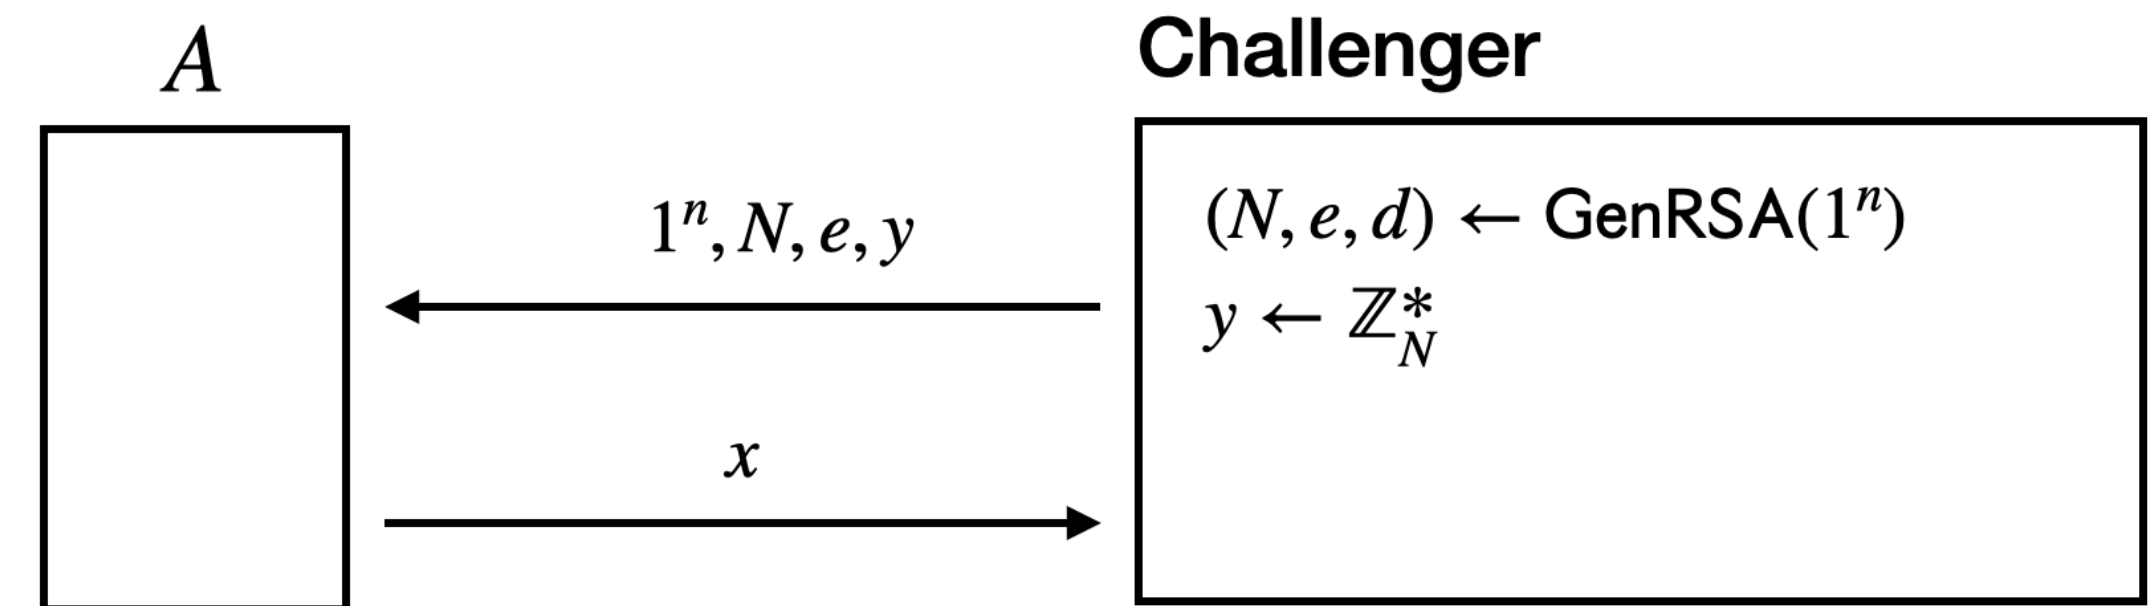 A
Challenger
1ⁿ, N, e, y
(N, e, d) ← GenRSA(1ⁿ)
y ← ℤ*_N
x